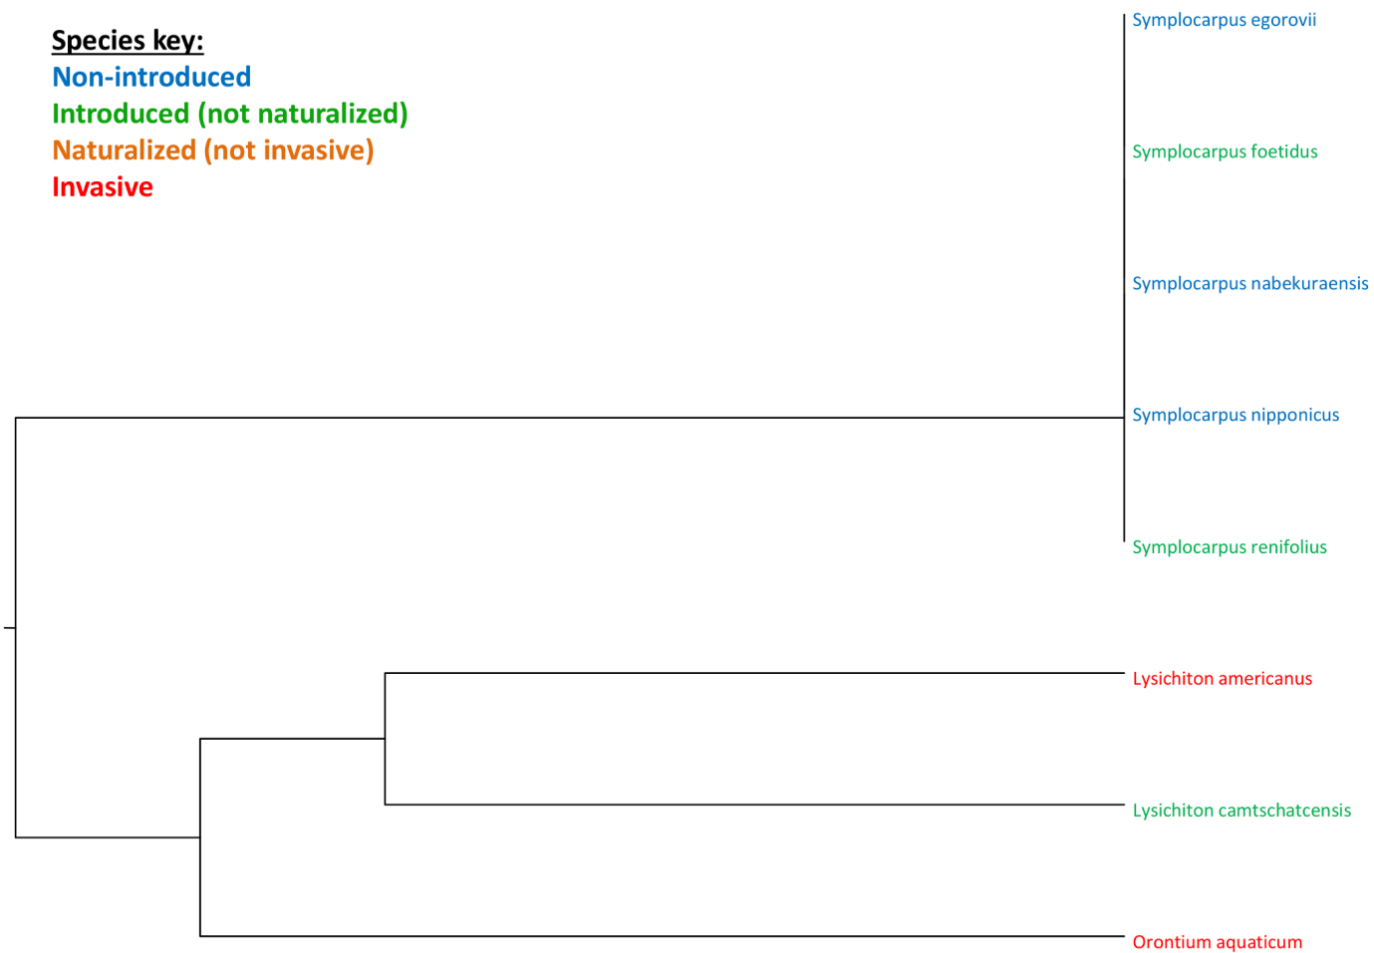 Species key:
Non-introduced
Introduced (not naturalized)
Naturalized (not invasive)
Invasive
Symplocarpus egorovii
Symplocarpus foetidus
Symplocarpus nabekuraensis
Symplocarpus nipponicus
Symplocarpus renifolius
Lysichiton americanus
Lysichiton camtschatcensis
Orontium aquaticum